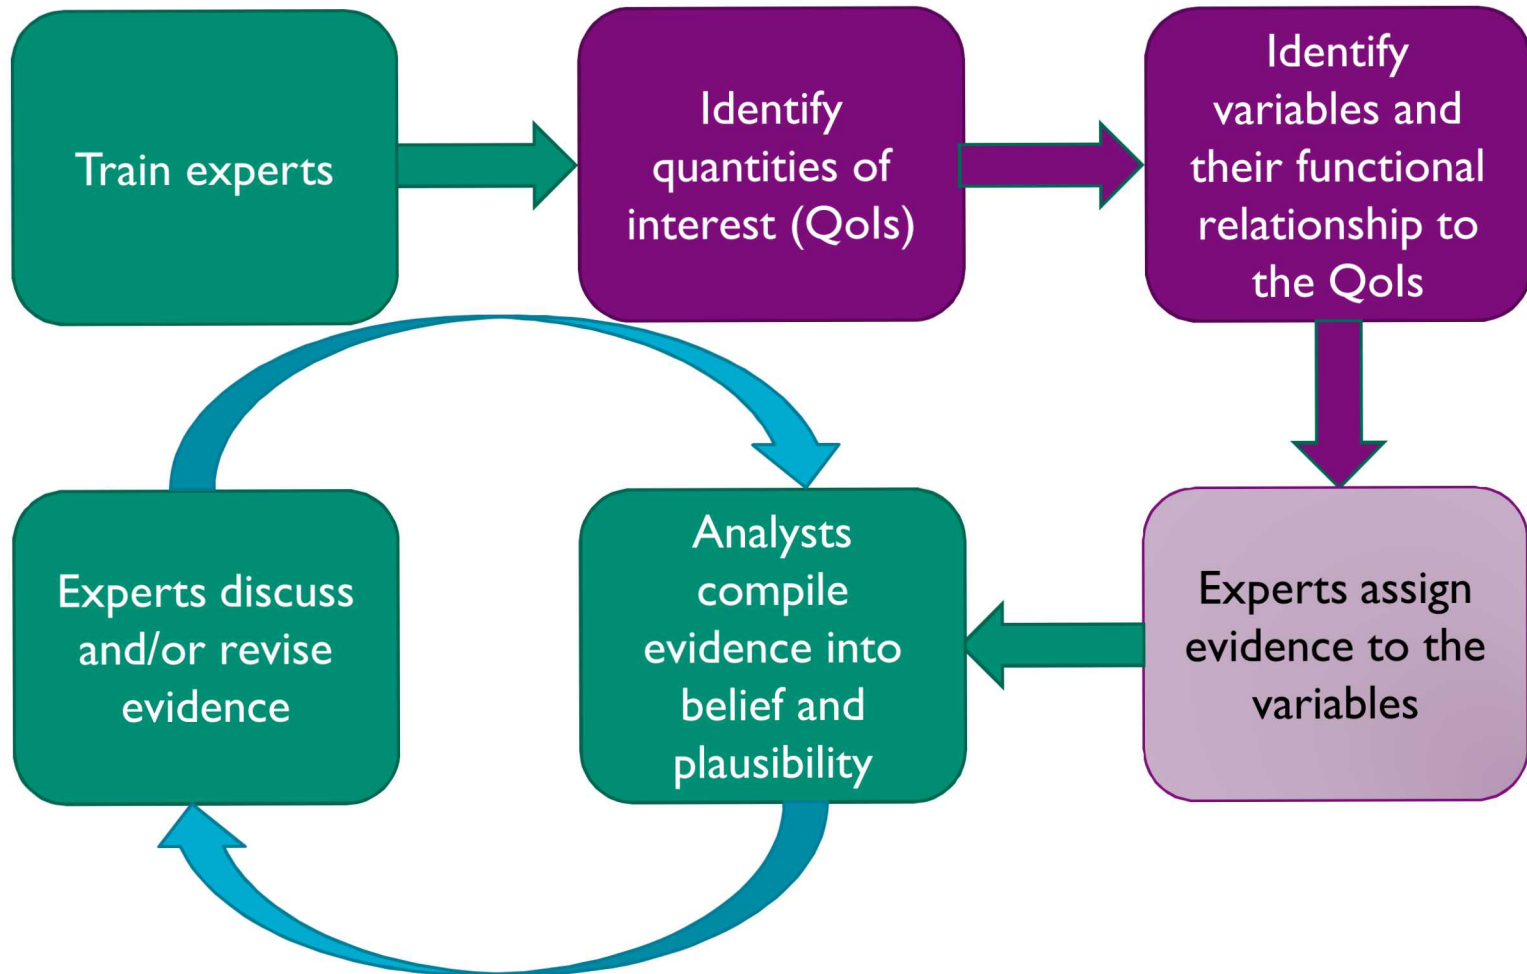 Train experts
Identify
quantities of
interest (QoIs)
Identify
variables and
their functional
relationship to
the QoIs
Experts discuss
and/or revise
evidence
Analysts
compile
evidence into
belief and
plausibility
Experts assign
evidence to the
variables